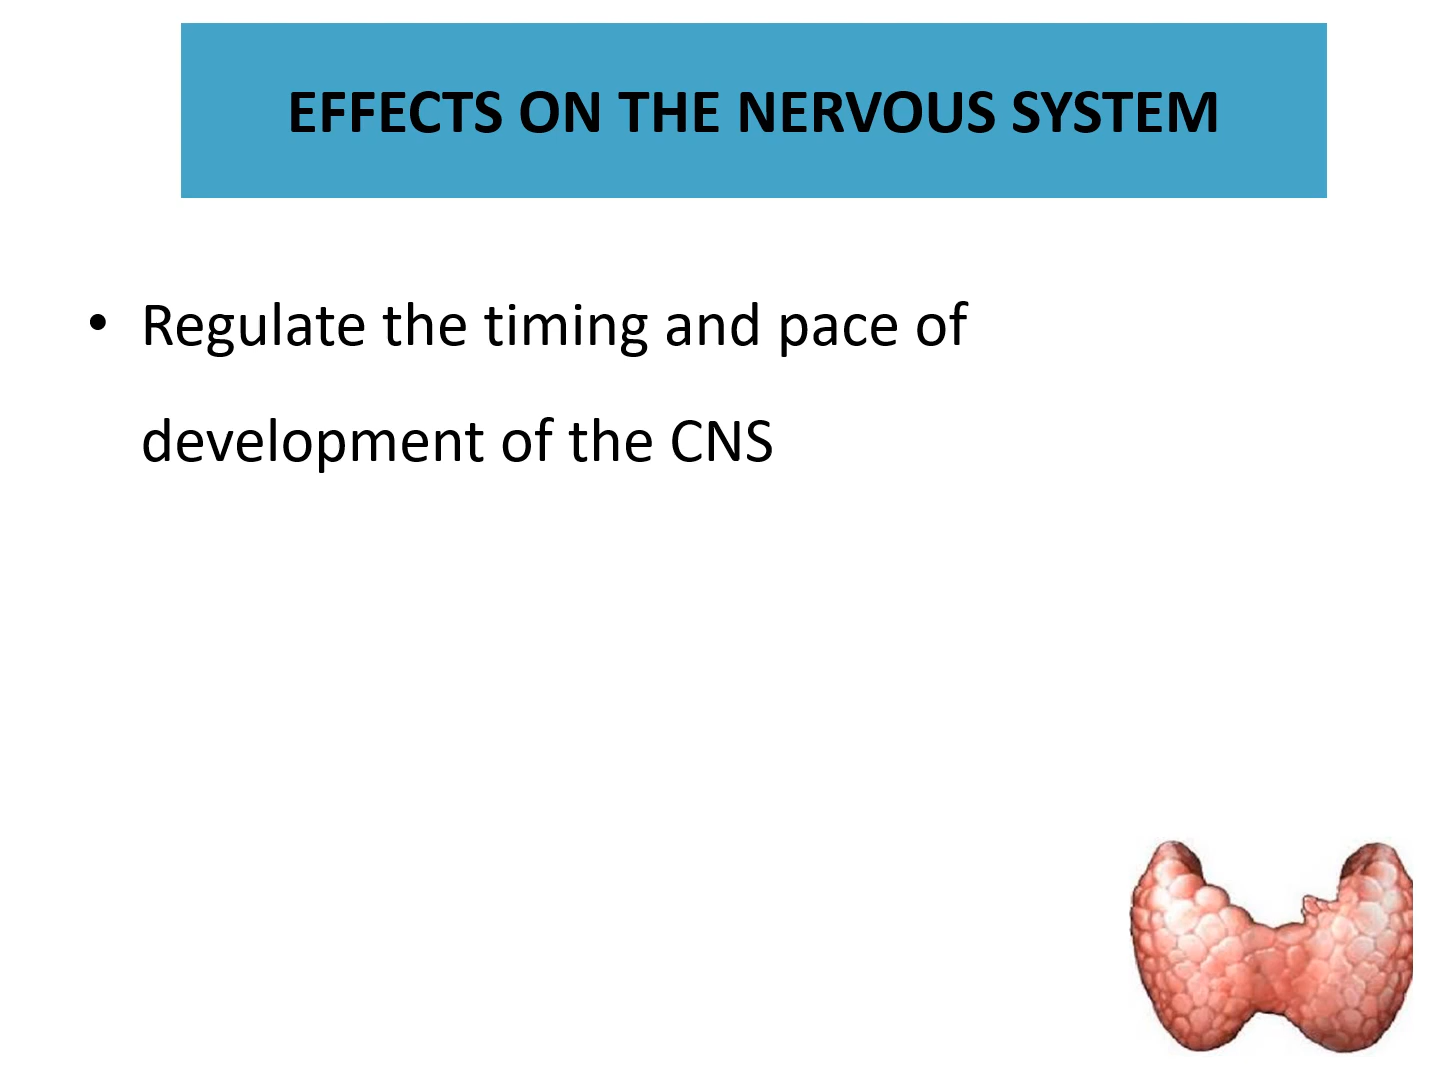 EFFECTS ON THE NERVOUS SYSTEM
• Regulate the timing and pace of
development of the CNS